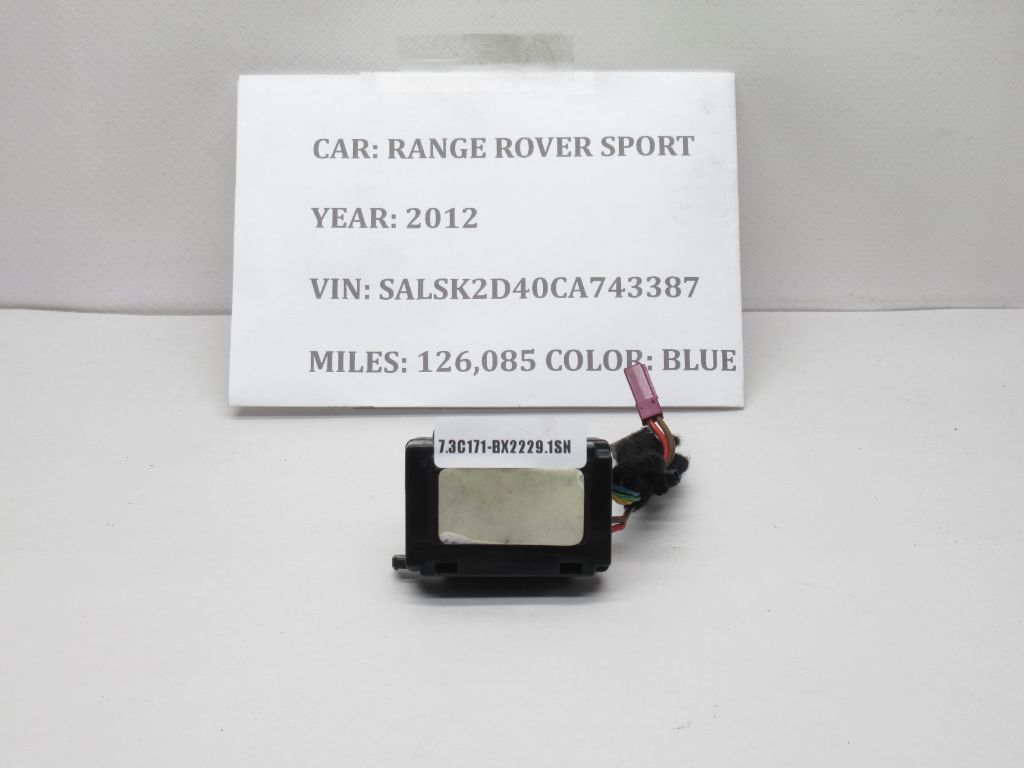 CAR: RANGE ROVER SPORT
YEAR: 2012
VIN: SALSK2D40CA743387
MILES: 126,085 COLOR: BLUE
7.3C171-BX2229.1SN